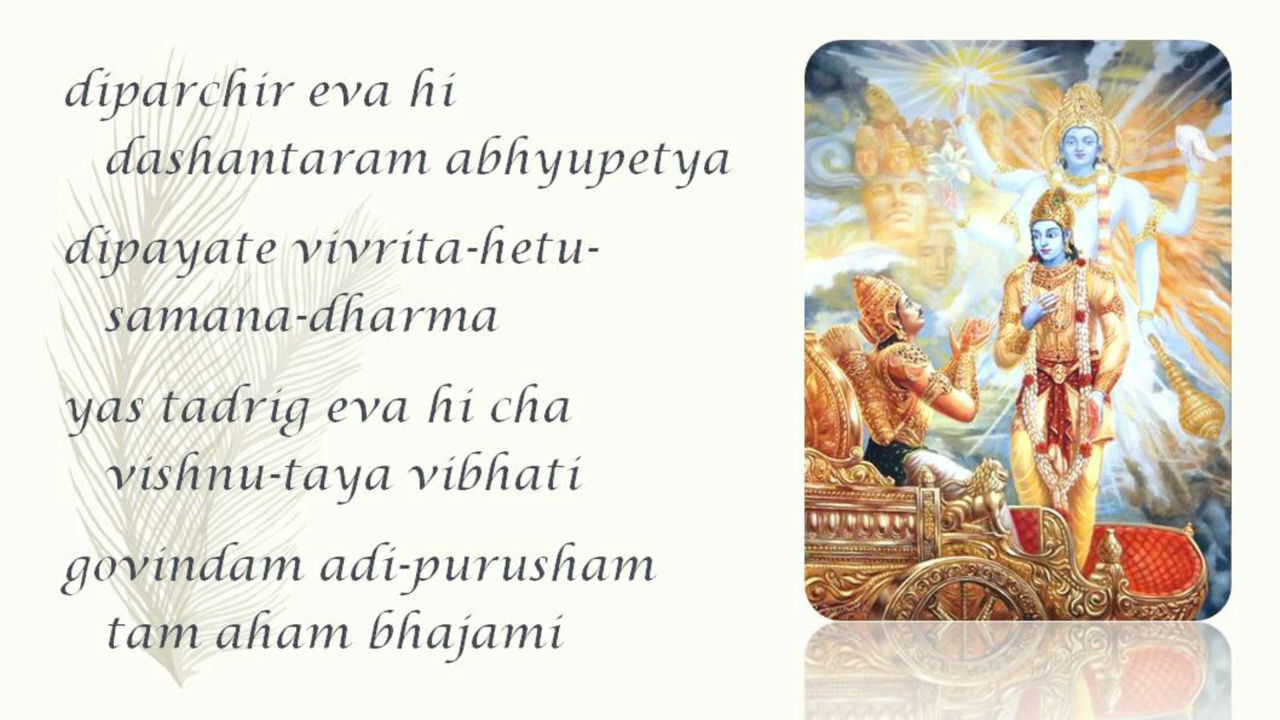 diparchir eva hi
dashantaram abhyupetya
dipayate vivrita-hetu-
samana-dharma
yas tadrig eva hi cha
vishnu-taya vibhati
govindam adi-purusham
tam aham bhajami